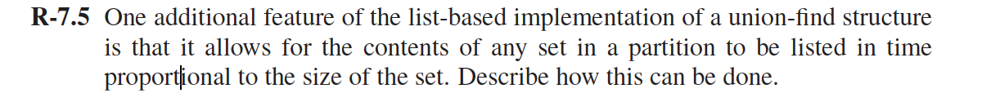 R-7.5 One additional feature of the list-based implementation of a union-find structure
is that it allows for the contents of any set in a partition to be listed in time
proportional to the size of the set. Describe how this can be done.